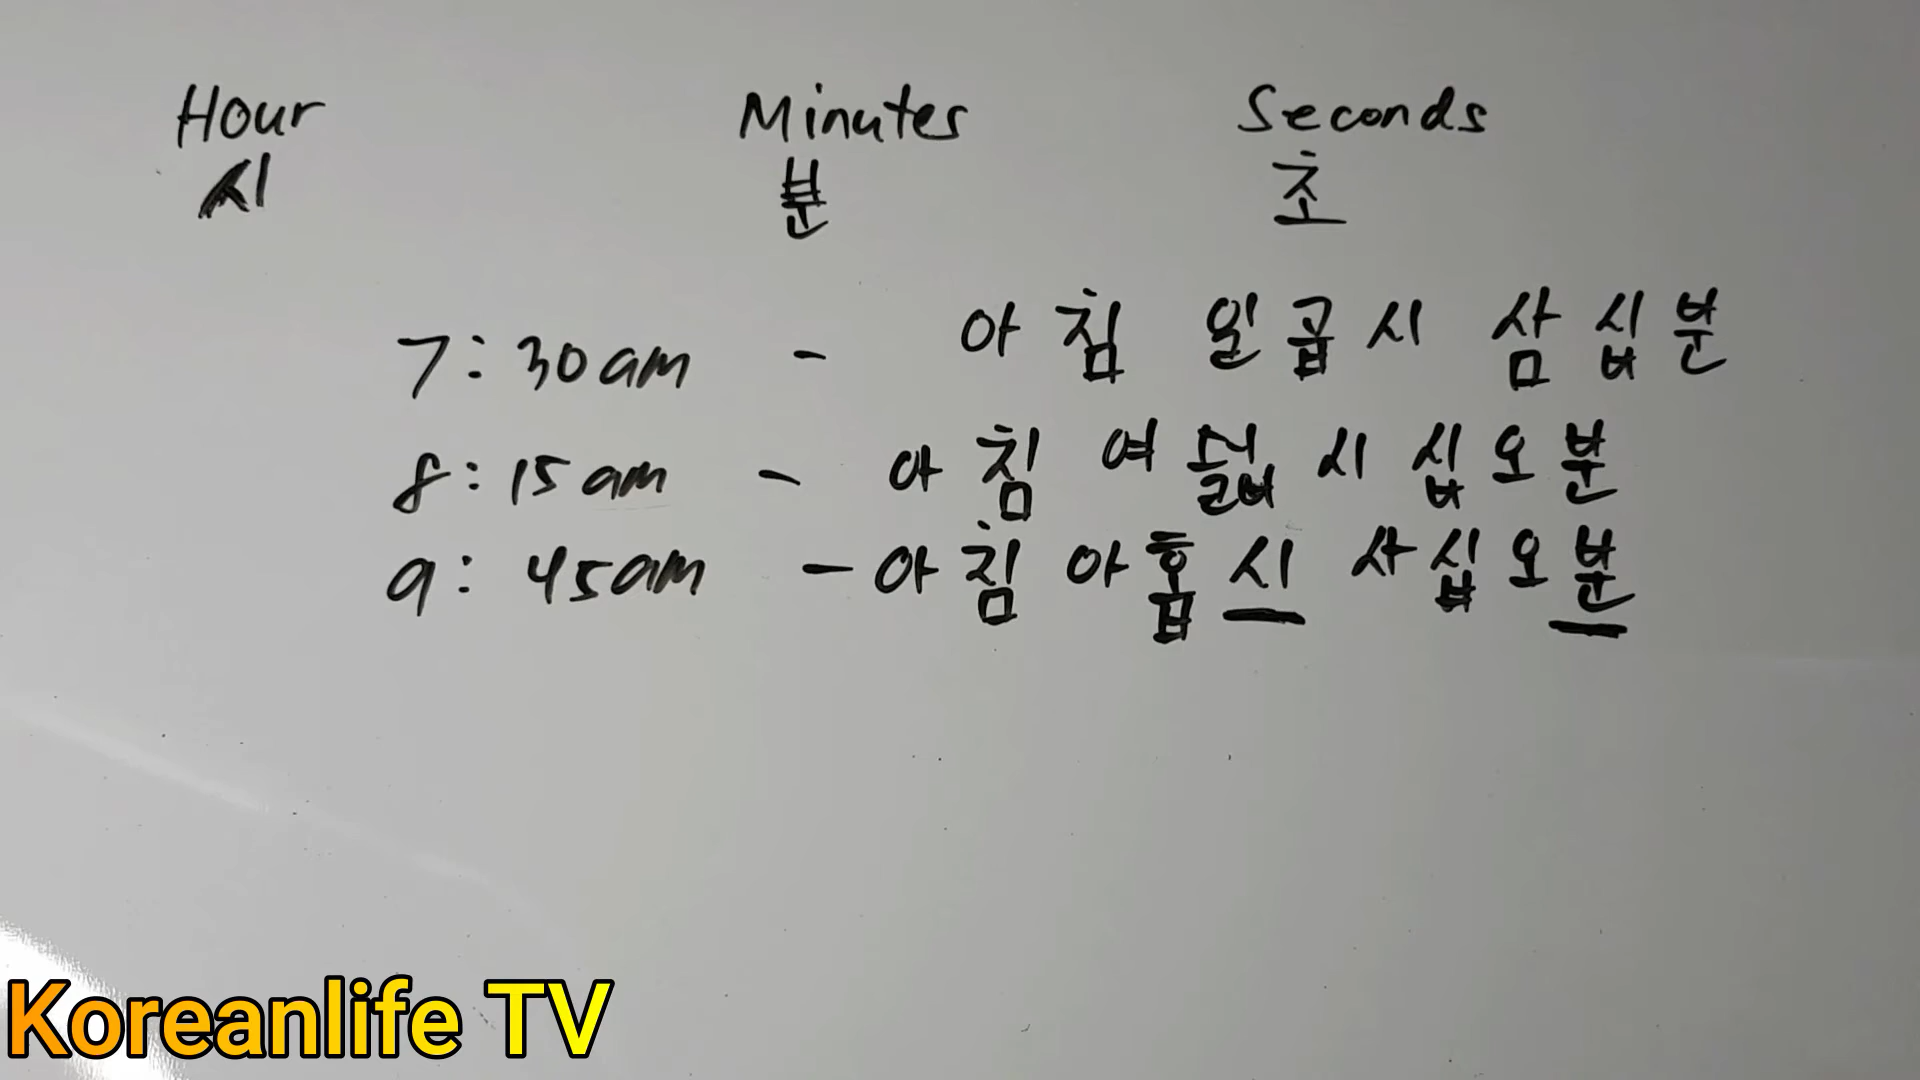 Hour Minutes Seconds
시 분 초
7:30am - 아침 일곱시 삼십분
8:15am - 아침 여덟시 십오분
9:45am - 아침 아홉시 사십오분
Koreanlife TV